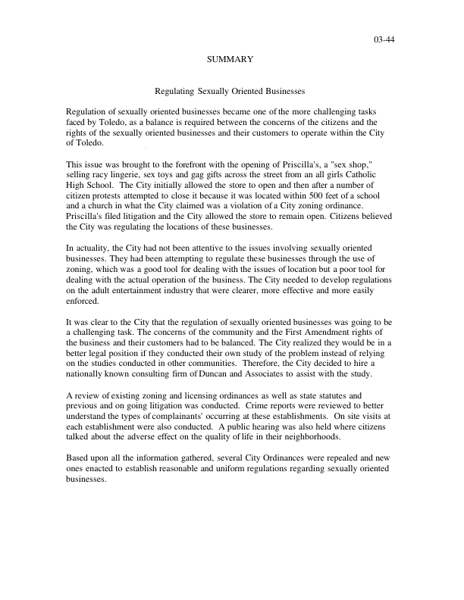 03-44
SUMMARY
Regulating Sexually Oriented Businesses
Regulation of sexually oriented businesses became one of the more challenging tasks
faced by Toledo, as a balance is required between the concerns of the citizens and the
rights of the sexually oriented businesses and their customers to operate within the City
of Toledo.
This issue was brought to the forefront with the opening of Priscilla's, a "sex shop,"
selling racy lingerie, sex toys and gag gifts across the street from an all girls Catholic
High School.  The City initially allowed the store to open and then after a number of
citizen protests attempted to close it because it was located within 500 feet of a school
and a church in what the City claimed was a violation of a City zoning ordinance.
Priscilla's filed litigation and the City allowed the store to remain open. Citizens believed
the City was regulating the locations of these businesses.
In actuality, the City had not been attentive to the issues involving sexually oriented
businesses. They had been attempting to regulate these businesses through the use of
zoning, which was a good tool for dealing with the issues of location but a poor tool for
dealing with the actual operation of the business. The City needed to develop regulations
on the adult entertainment industry that were clearer, more effective and more easily
enforced.
It was clear to the City that the regulation of sexually oriented businesses was going to be
a challenging task. The concerns of the community and the First Amendment rights of
the business and their customers had to be balanced. The City realized they would be in a
better legal position if they conducted their own study of the problem instead of relying
on the studies conducted in other communities.  Therefore, the City decided to hire a
nationally known consulting firm of Duncan and Associates to assist with the study.
A review of existing zoning and licensing ordinances as well as state statutes and
previous and on going litigation was conducted.  Crime reports were reviewed to better
understand the types of complainants' occurring at these establishments.  On site visits at
each establishment were also conducted.  A public hearing was also held where citizens
talked about the adverse effect on the quality of life in their neighborhoods.
Based upon all the information gathered, several City Ordinances were repealed and new
ones enacted to establish reasonable and uniform regulations regarding sexually oriented
businesses.